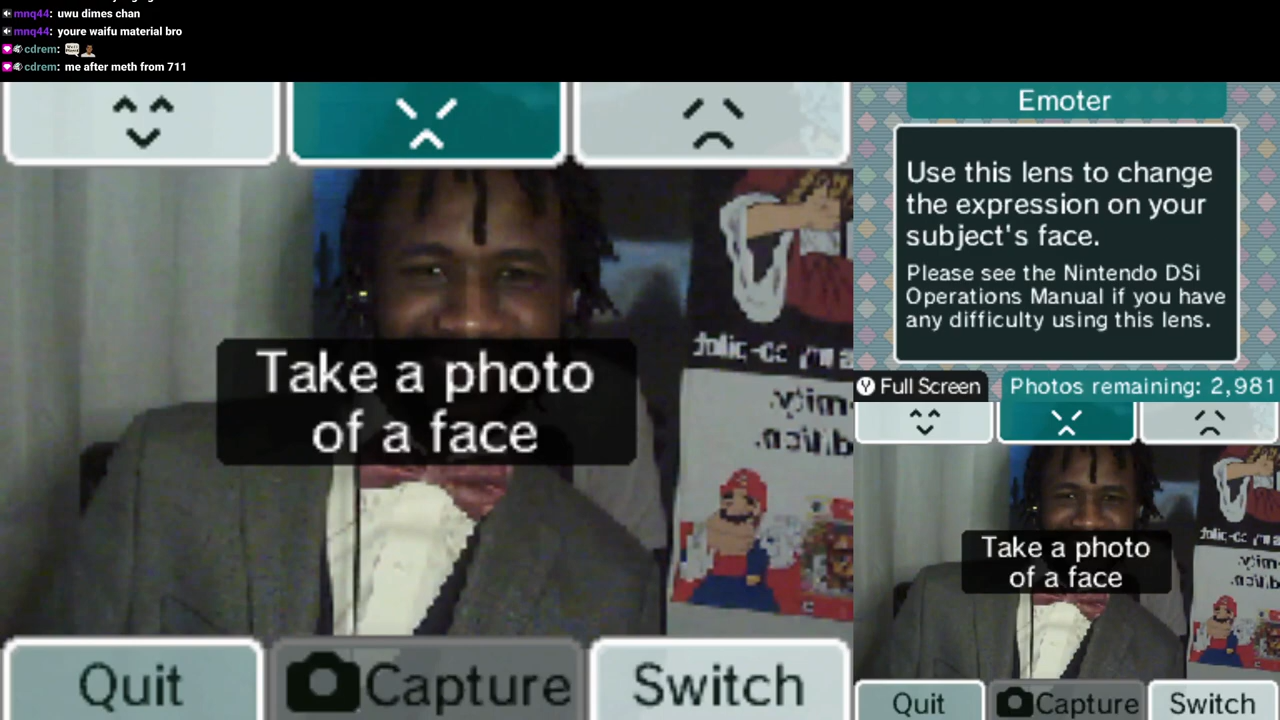 mnq44: uwu dimes chan
mnq44: youre waifu material bro
cdrem:
cdrem: me after meth from 711
Emoter
Use this lens to change
the expression on your
subject's face.
Please see the Nintendo DSi
Operations Manual if you have
any difficulty using this lens.
Y Full Screen
Photos remaining: 2,981
Take a photo
of a face
Quit
Capture
Switch
Take a photo
of a face
Quit
Capture
Switch